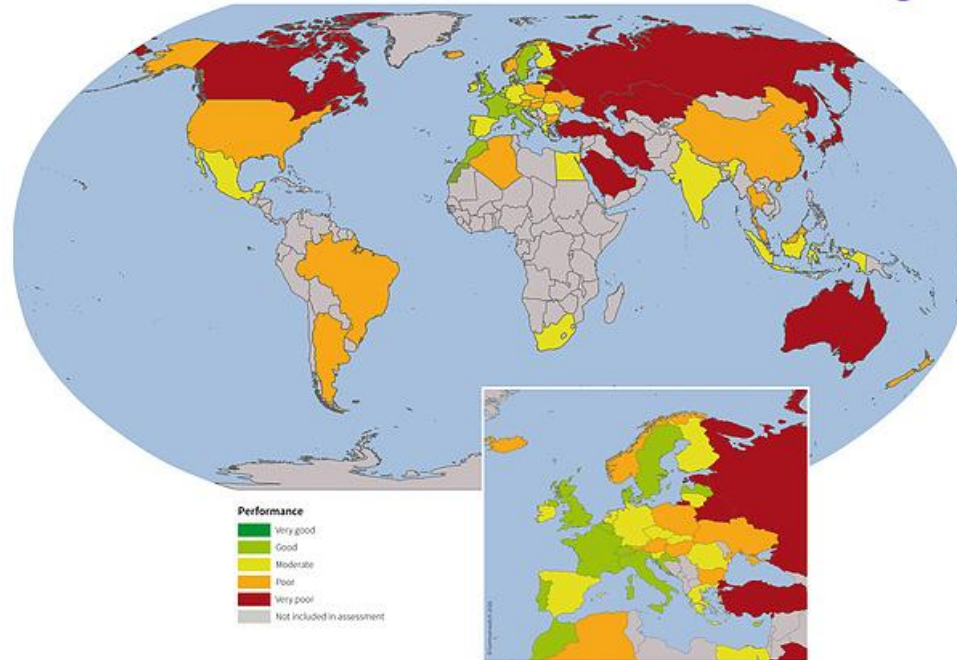 Performance
Very good
Good
Moderate
Poor
Very poor
Not included in assessment